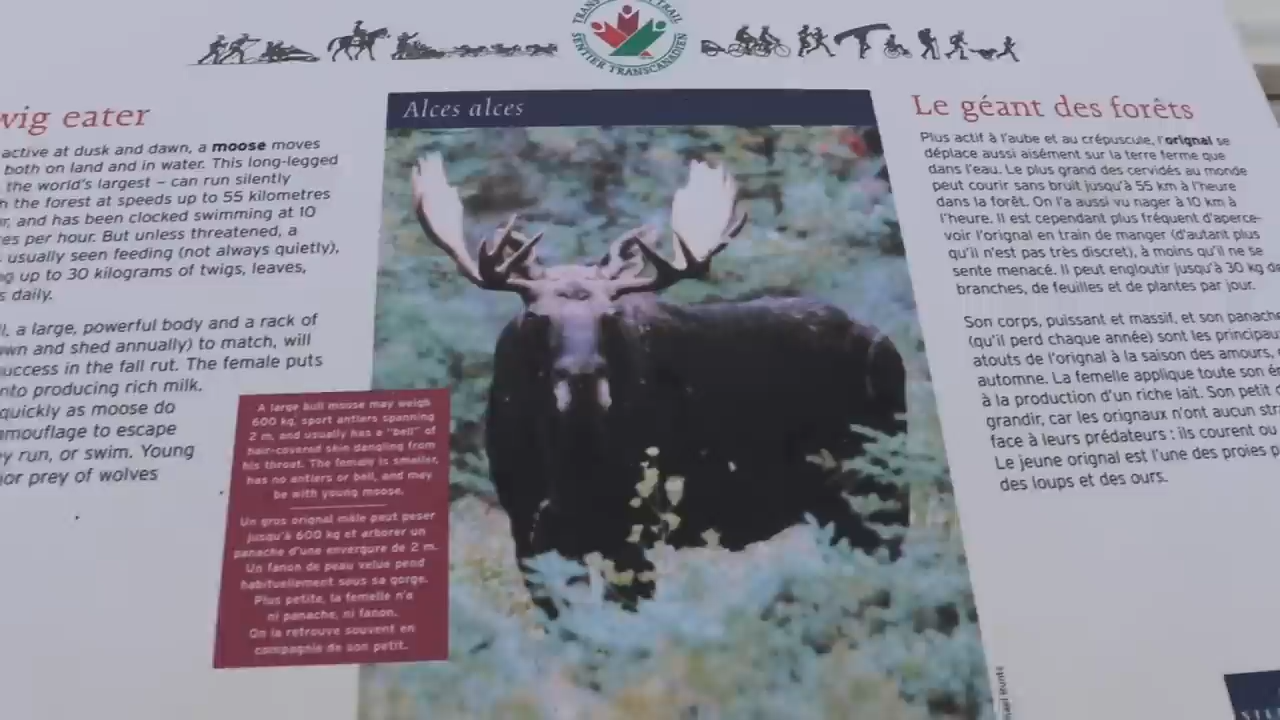 SENTIER TRANSCANADIEN
wig eater
active at dusk and dawn, a moose moves
both on land and in water. This long-legged
the world's largest – can run silently
the forest at speeds up to 55 kilometres
and has been clocked swimming at 10
per hour. But unless threatened, a
usually seen feeding (not always quietly),
up to 30 kilograms of twigs, leaves,
daily.
a large, powerful body and a rack of
and shed annually) to match, will
success in the fall rut. The female puts
into producing rich milk.
quickly as moose do
camouflage to escape
run, or swim. Young
prey of wolves
A large bull moose may weigh
600 kg, sport antlers spanning
2 m, and usually has a "bell" of
hair-covered skin dangling from
his throat. The female is smaller,
has no antlers or bell, and may
be with young moose.
Un gros orignal mâle peut peser
jusqu'à 600 kg et arborer un
panache d'une envergure de 2 m.
Un fanon de peau velue pend
habituellement sous sa gorge.
Plus petite, la femelle n'a
ni panache, ni fanon.
On la retrouve souvent en
compagnie de son petit.
Alces alces
Le géant des forêts
Plus actif à l'aube et au crépuscule, l'orignal se
déplace aussi aisément sur la terre ferme que
dans l'eau. Le plus grand des cervidés au monde
peut courir sans bruit jusqu'à 55 km à l'heure
dans la forêt. On l'a aussi vu nager à 10 km à
l'heure. Il est cependant plus fréquent d'aperce-
voir l'orignal en train de manger (d'autant plus
qu'il n'est pas très discret), à moins qu'il ne se
sente menacé. Il peut engloutir jusqu'à 30 kg de
branches, de feuilles et de plantes par jour.
Son corps, puissant et massif, et son panache
(qu'il perd chaque année) sont les principaux
atouts de l'orignal à la saison des amours,
automne. La femelle applique toute son
à la production d'un riche lait. Son petit
grandir, car les orignaux n'ont aucun
face à leurs prédateurs : ils courent ou
Le jeune orignal est l'une des proies
des loups et des ours.